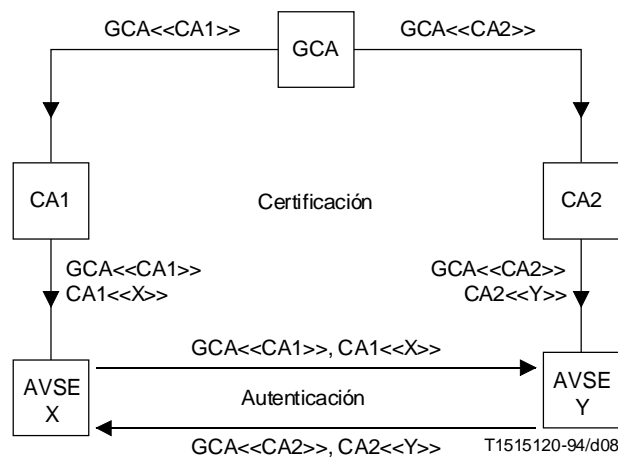 GCA<<CA1>>
GCA<<CA2>>
GCA
CA1
Certificación
CA2
GCA<<CA1>>
CA1<<X>>
GCA<<CA2>>
CA2<<Y>>
GCA<<CA1>>, CA1<<X>>
AVSE
X
Autenticación
AVSE
Y
GCA<<CA2>>, CA2<<Y>>
T1515120-94/d08